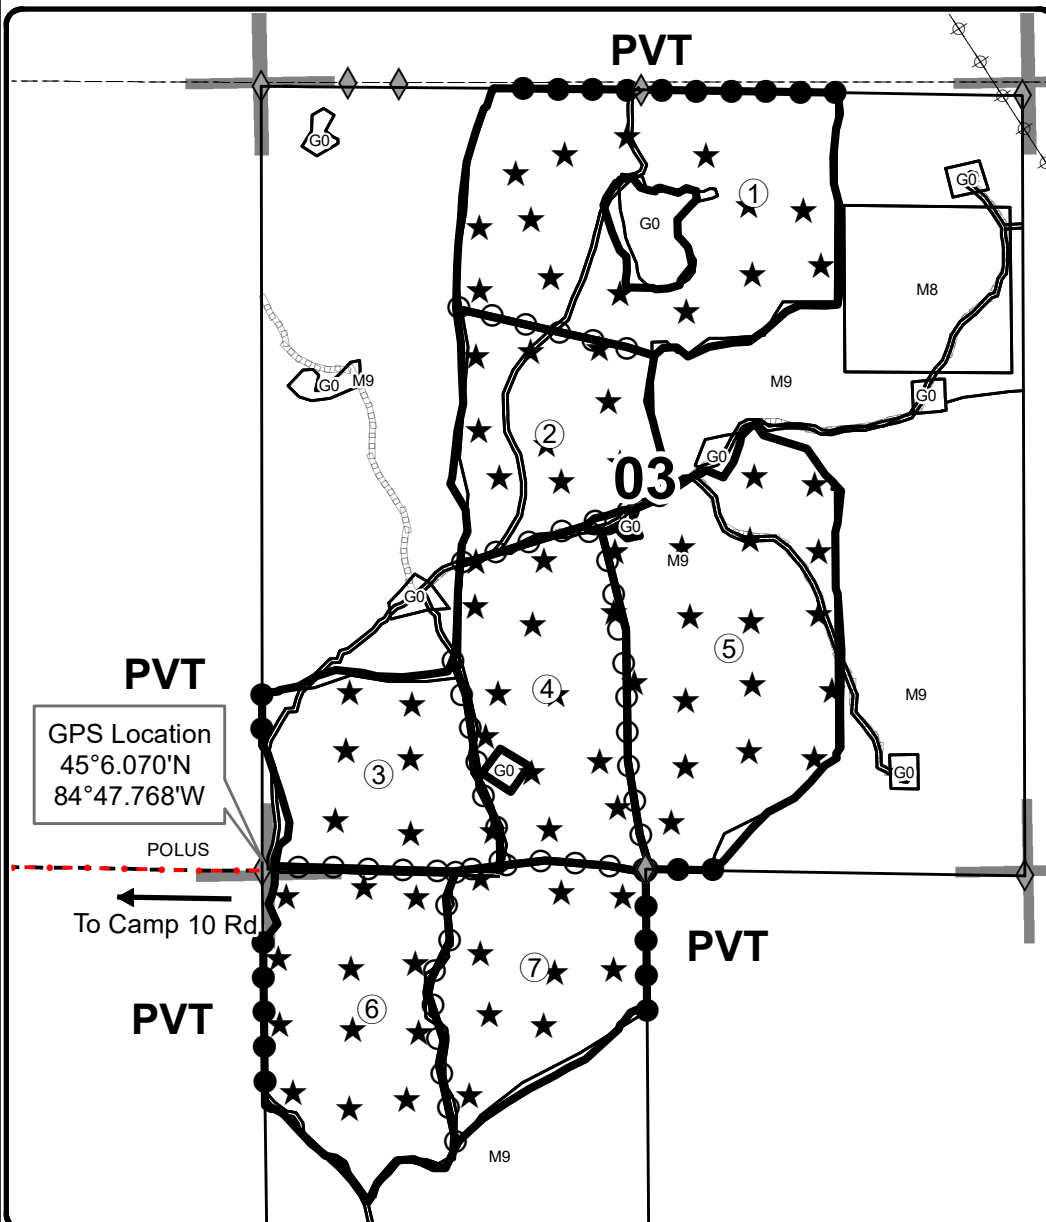 PVT
G0
G0
1
G0
M8
G0
M9
M9
G0
2
G0
03
G0
M9
G0
5
PVT
4
M9
GPS Location
45°6.070'N
84°47.768'W
3
G0
G0
POLUS
To Camp 10 Rd
PVT
7
6
PVT
M9